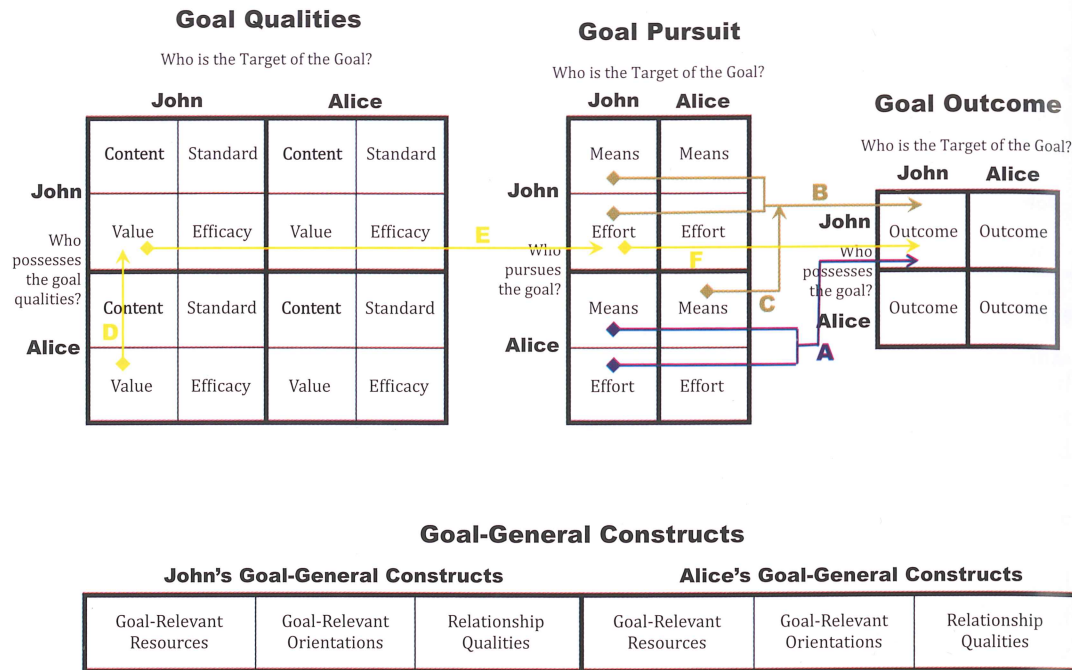 Goal Qualities
Who is the Target of the Goal?
John Alice
Content Standard Content Standard
John
Value Efficacy Value Efficacy
Who
possesses
the goal
qualities?
Content Standard Content Standard
D
Alice
Value Efficacy Value Efficacy
E
Goal Pursuit
Who is the Target of the Goal?
John Alice
Means Means
John
Effort Effort
Who
pursues
the goal?
F
Means Means
C
Alice
Effort Effort
A
B
Goal Outcome
Who is the Target of the Goal?
John Alice
John
Outcome Outcome
Who
possesses
the goal?
Outcome Outcome
Alice
Goal-General Constructs
John's Goal-General Constructs Alice's Goal-General Constructs
Goal-Relevant Goal-Relevant Relationship Goal-Relevant Goal-Relevant Relationship
Resources Orientations Qualities Resources Orientations Qualities